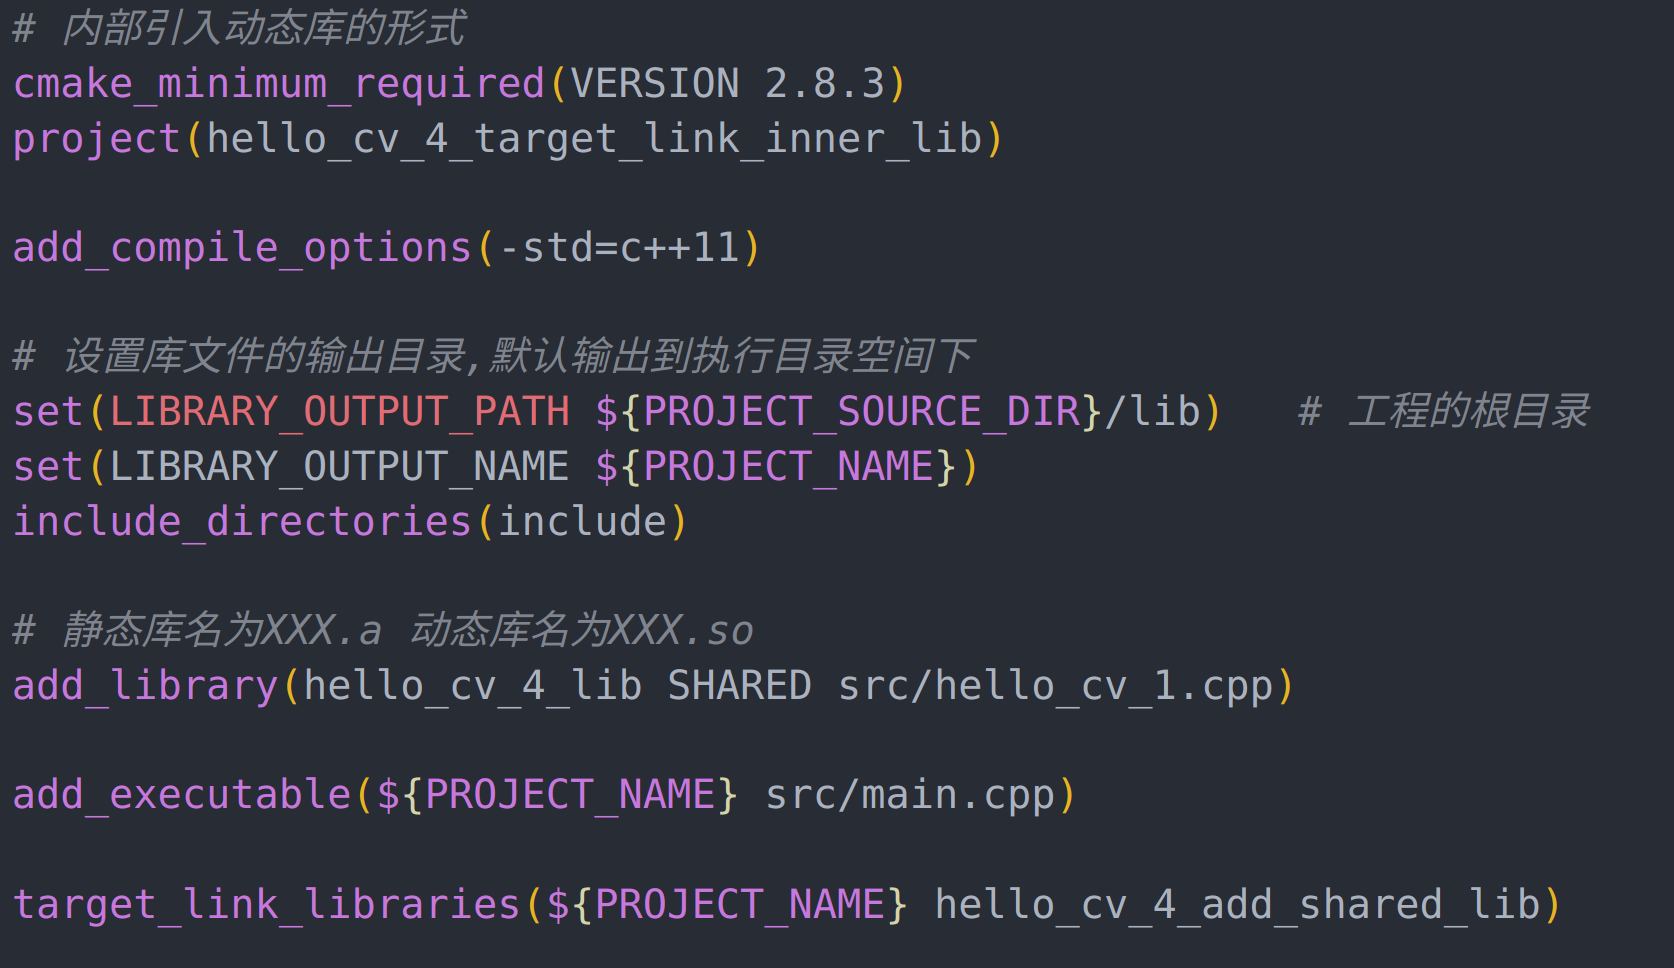 # 内部引入动态库的形式
cmake_minimum_required(VERSION 2.8.3)
project(hello_cv_4_target_link_inner_lib)
add_compile_options(-std=c++11)
# 设置库文件的输出目录,默认输出到执行目录空间下
set(LIBRARY_OUTPUT_PATH ${PROJECT_SOURCE_DIR}/lib)   # 工程的根目录
set(LIBRARY_OUTPUT_NAME ${PROJECT_NAME})
include_directories(include)
# 静态库名为XXX.a 动态库名为XXX.so
add_library(hello_cv_4_lib SHARED src/hello_cv_1.cpp)
add_executable(${PROJECT_NAME} src/main.cpp)
target_link_libraries(${PROJECT_NAME} hello_cv_4_add_shared_lib)